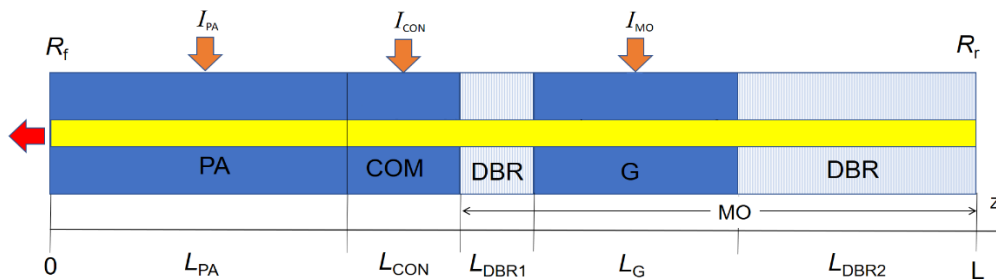 I_PA I_CON I_MO
R_f R_r
PA COM DBR G DBR
MO z
0 L_PA L_CON L_DBR1 L_G L_DBR2 L